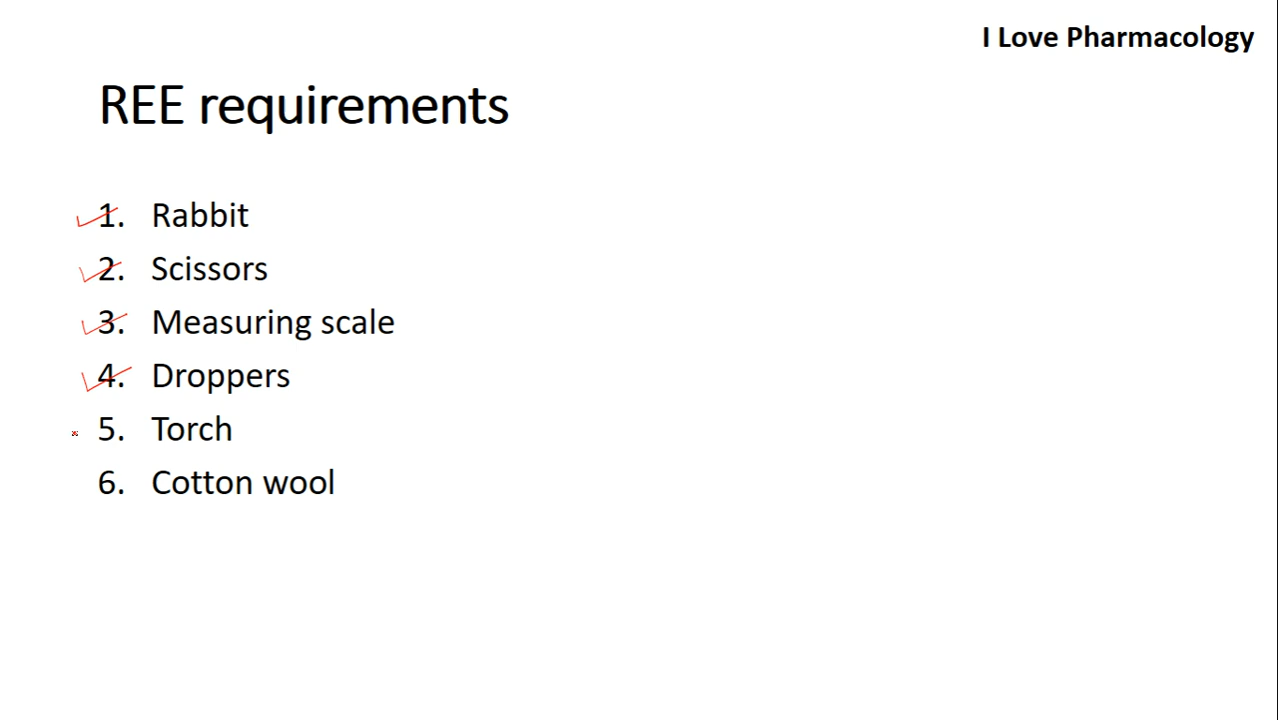 I Love Pharmacology
REE requirements
1. Rabbit
2. Scissors
3. Measuring scale
4. Droppers
5. Torch
6. Cotton wool